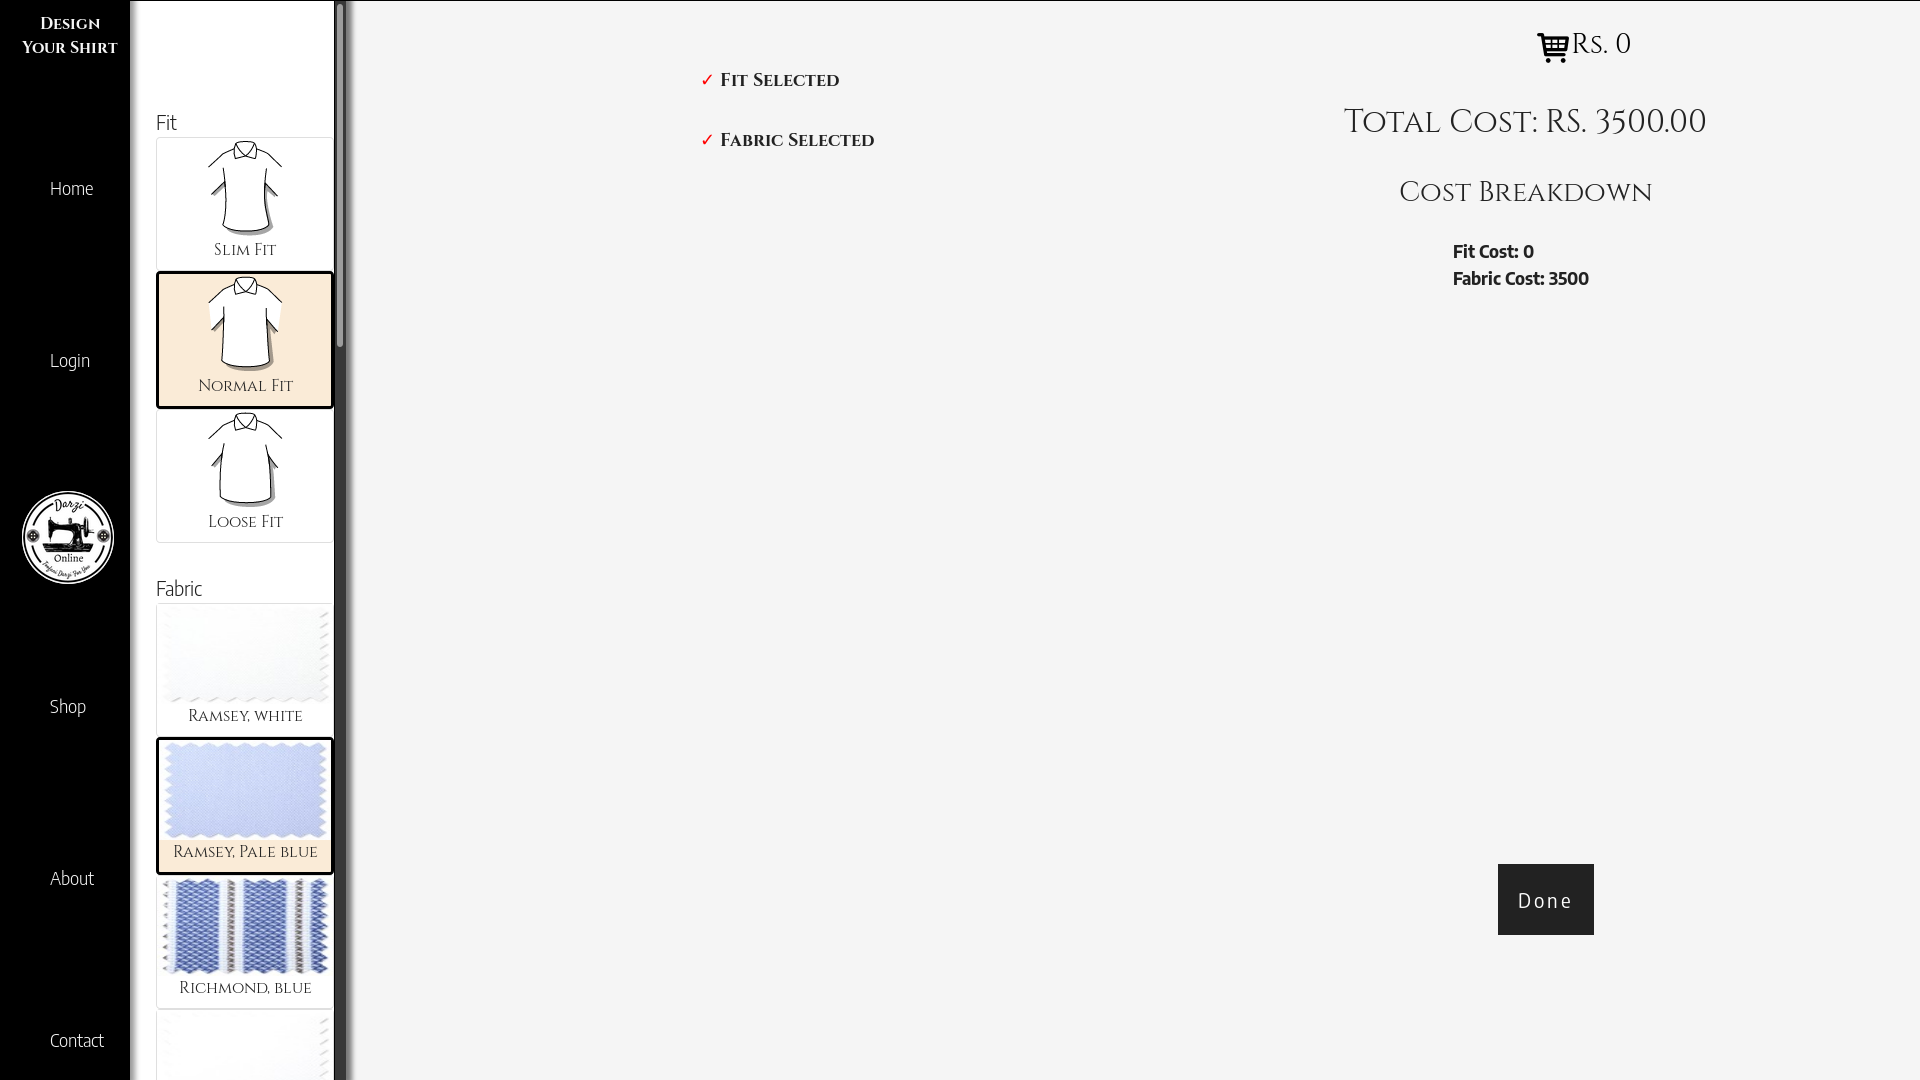 Design
Your Shirt
Home
Login
Darzi
Online
Shop
About
Contact
Fit
Slim Fit
Normal Fit
Loose Fit
Fabric
Ramsey, white
Ramsey, Pale blue
Richmond, blue
✓ Fit Selected
✓ Fabric Selected
Rs. 0
Total Cost: RS. 3500.00
Cost Breakdown
Fit Cost: 0
Fabric Cost: 3500
Done